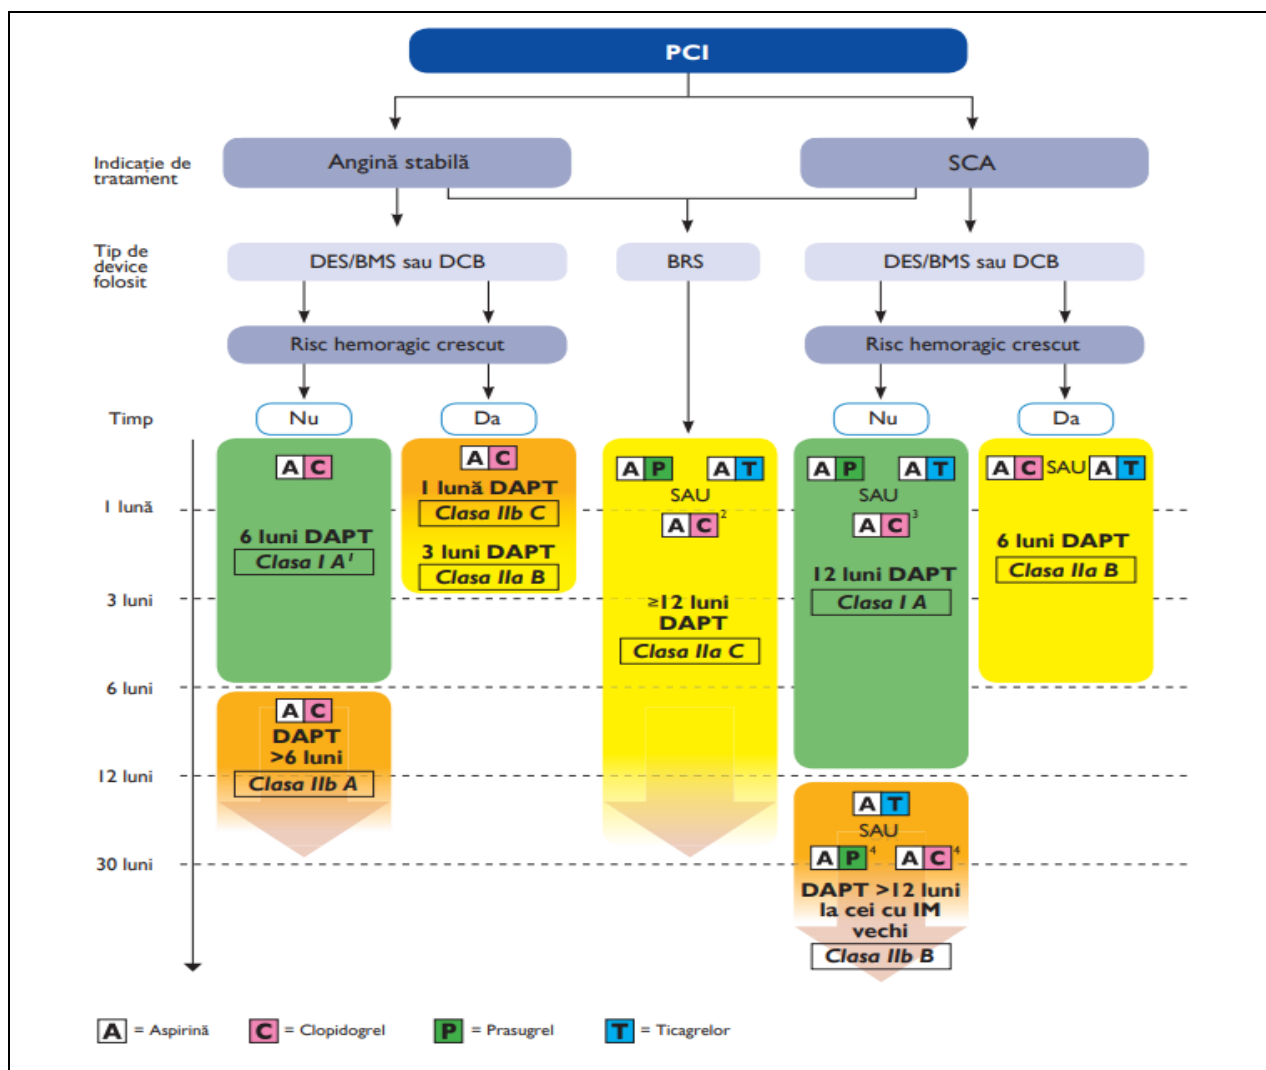 PCI
Indicație de
tratament
Angină stabilă
SCA
Tip de
device
folosit
DES/BMS sau DCB
BRS
DES/BMS sau DCB
Risc hemoragic crescut
Risc hemoragic crescut
Timp
Nu
Da
Nu
Da
1 lună
3 luni
6 luni
12 luni
30 luni
A C
6 luni DAPT
Clasa I A¹
A C
DAPT
>6 luni
Clasa IIb A
A C
1 lună DAPT
Clasa IIb C
3 luni DAPT
Clasa IIa B
A P A T
SAU
A C²
≥12 luni
DAPT
Clasa IIa C
A P A T
SAU
A C³
12 luni DAPT
Clasa I A
A T
SAU
A P⁴ A C⁴
DAPT >12 luni
la cei cu IM
vechi
Clasa IIb B
A C SAU A T
6 luni DAPT
Clasa IIa B
A = Aspirină C = Clopidogrel P = Prasugrel T = Ticagrelor